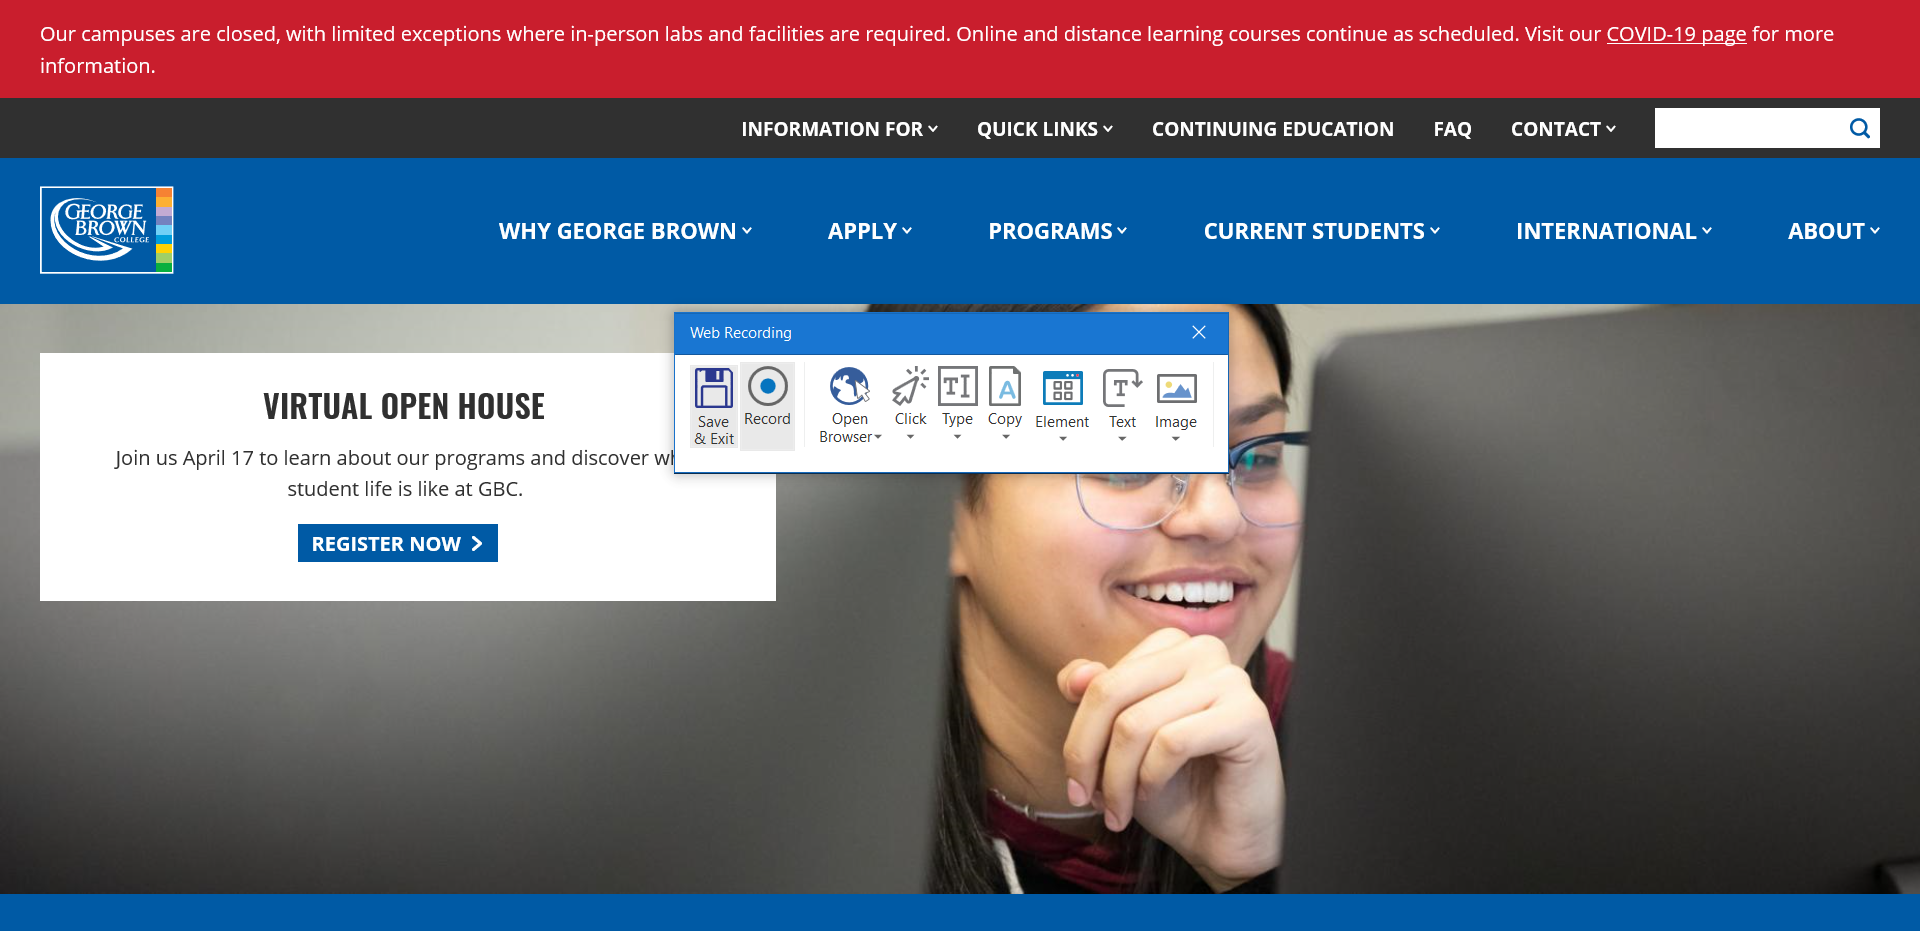 Our campuses are closed, with limited exceptions where in-person labs and facilities are required. Online and distance learning courses continue as scheduled. Visit our COVID-19 page for more
information.
INFORMATION FOR QUICK LINKS CONTINUING EDUCATION FAQ CONTACT
GEORGE
BROWN
COLLEGE
WHY GEORGE BROWN APPLY PROGRAMS CURRENT STUDENTS INTERNATIONAL ABOUT
Web Recording
Save
& Exit
Record
Open
Browser
Click
Type
Copy
Element
Text
Image
VIRTUAL OPEN HOUSE
Join us April 17 to learn about our programs and discover
student life is like at GBC.
REGISTER NOW